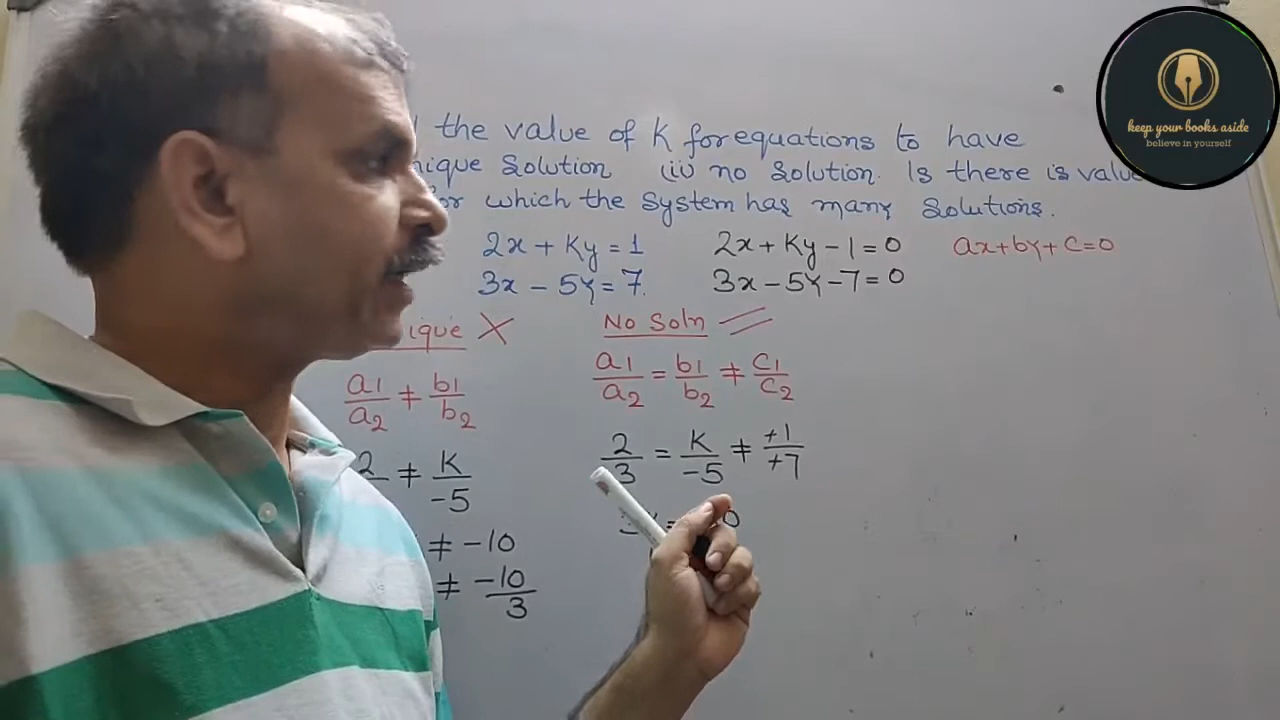 the value of K for equations to have
nique Solution (ii) no Solution. Is there is value
for which the System has many Solutions.
2x + Ky = 1 2x + Ky - 1 = 0 ax + by + c = 0
3x - 5y = 7. 3x - 5y - 7 = 0
ique X No Soln
a1/a2 ≠ b1/b2 a1/a2 = b1/b2 ≠ c1/c2
2 ≠ K/-5 2/3 = K/-5 ≠ +1/+7
≠ -10
≠ -10/3
keep your books aside
believe in yourself